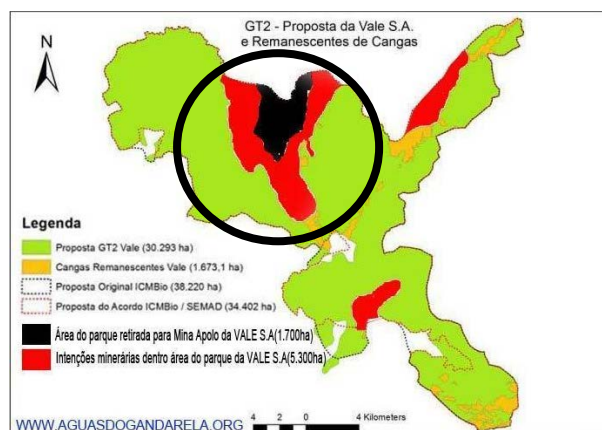 GT2 - Proposta da Vale S.A.
e Remanescentes de Cangas
N
Legenda
Proposta GT2 Vale (30.293 ha)
Cangas Remanescentes Vale (1.673,1 ha)
Proposta Original ICMBio (38.220 ha)
Proposta do Acordo ICMBio / SEMAD (34.402 ha)
Área do parque retirada para Mina Apolo da VALE S.A(1.700ha)
Intenções minerárias dentro área do parque da VALE S.A(5.300ha)
WWW.AGUASDOGANDARELA.ORG
4 2 0 4 Kilometers